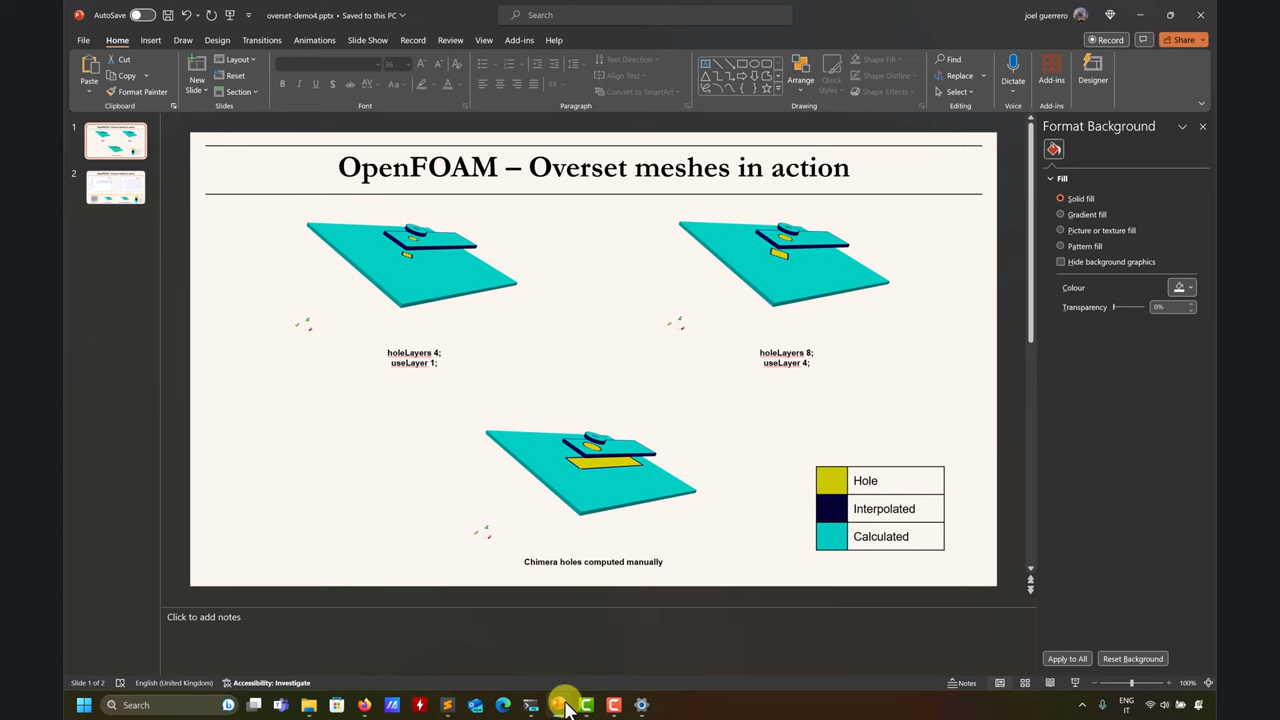 AutoSave
overset-demo4.pptx • Saved to this PC
Search
joel guerrero
File Home Insert Draw Design Transitions Animations Slide Show Record Review View Add-ins Help
Record
Share
Paste
Cut
Copy
Format Painter
Clipboard
New
Slide
Layout
Reset
Section
Slides
36
Font
Text Direction
Align Text
Convert to SmartArt
Paragraph
Arrange
Quick
Styles
Shape Fill
Shape Outline
Shape Effects
Drawing
Find
Replace
Select
Editing
Dictate
Voice
Add-ins
Add-ins
Designer
1
2
OpenFOAM – Overset meshes in action
holeLayers 4;
useLayer 1;
holeLayers 8;
useLayer 4;
Chimera holes computed manually
Hole
Interpolated
Calculated
Format Background
Fill
Solid fill
Gradient fill
Picture or texture fill
Pattern fill
Hide background graphics
Colour
Transparency
0%
Apply to All
Reset Background
Click to add notes
Slide 1 of 2
English (United Kingdom)
Accessibility: Investigate
Notes
100%
Search
ENG
IT